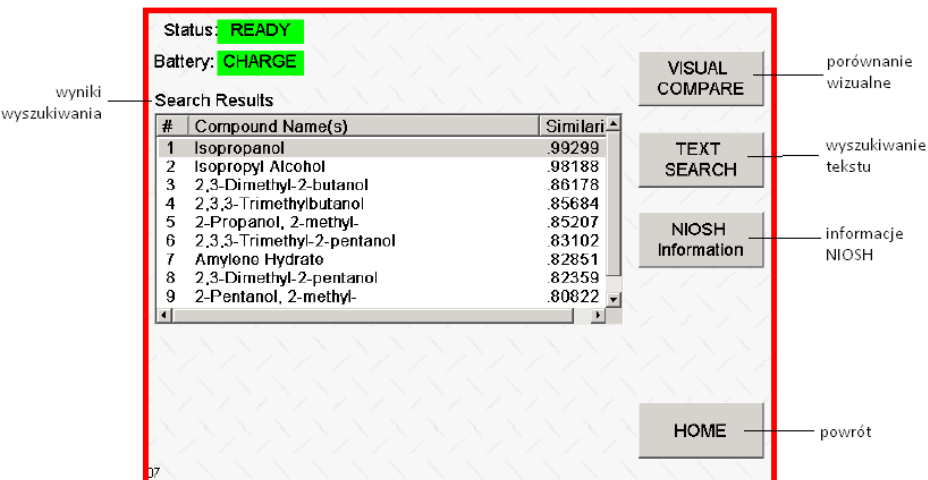 Status: READY
Battery: CHARGE
VISUAL
COMPARE
porównanie
wizualne
wyniki
wyszukiwania
Search Results
# Compound Name(s) Similari
1 Isopropanol .99299
2 Isopropyl Alcohol .98188
3 2,3-Dimethyl-2-butanol .86178
4 2,3,3-Trimethylbutanol .85684
5 2-Propanol, 2-methyl- .85207
6 2,3,3-Trimethyl-2-pentanol .83102
7 Amylene Hydrate .82851
8 2,3-Dimethyl-2-pentanol .82359
9 2-Pentanol, 2-methyl- .80822
TEXT
SEARCH
wyszukiwanie
tekstu
NIOSH
Information
informacje
NIOSH
HOME
powrót
07